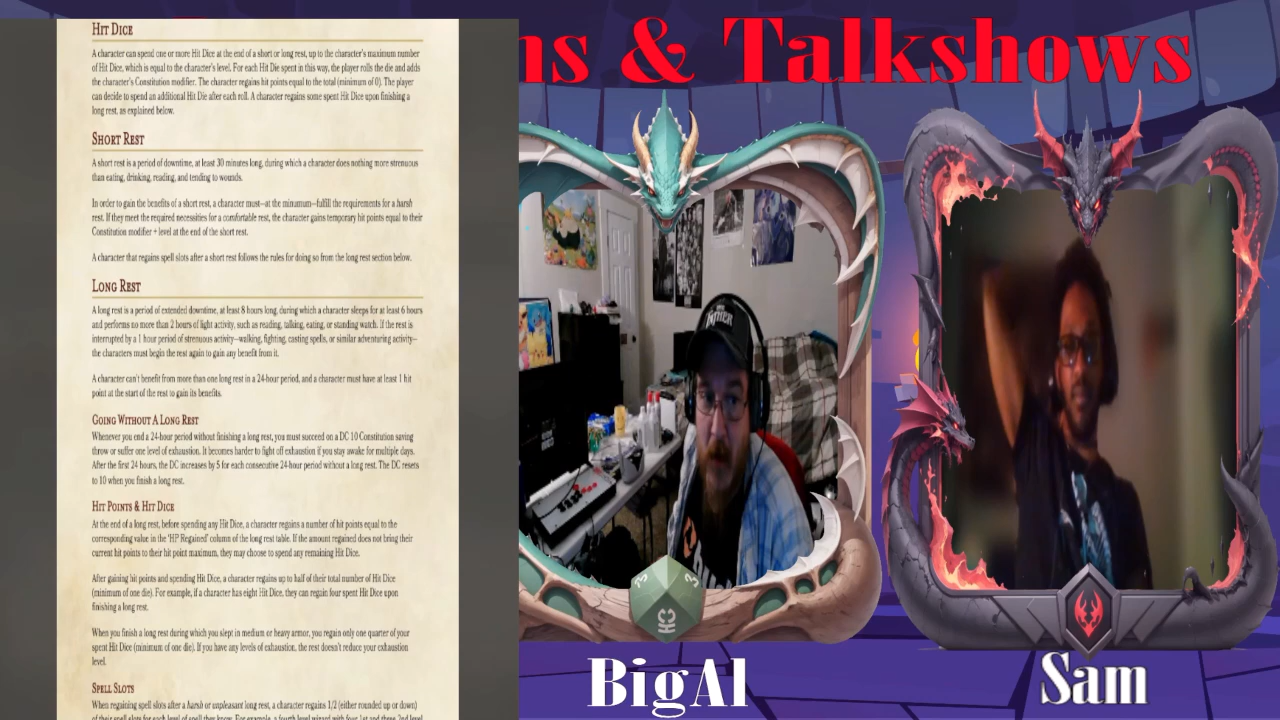 HIT DICE
A character can spend one or more Hit Dice at the end of a short or long rest, up to the character's maximum number
of Hit Dice, which is equal to the character's level. For each Hit Die spent in this way, the player rolls the die and adds
the character's Constitution modifier. The character regains hit points equal to the total (minimum of 0). The player
can decide to spend an additional Hit Die after each roll. A character regains some spent Hit Dice upon finishing a
long rest, as explained below.
SHORT REST
A short rest is a period of downtime, at least 30 minutes long, during which a character does nothing more strenuous
than eating, drinking, reading, and tending to wounds.
In order to gain the benefits of a short rest, a character must—at the minumum—fulfill the requirements for a harsh
rest. If they meet the required necessities for a comfortable rest, the character gains temporary hit points equal to their
Constitution modifier + level at the end of the short rest.
A character that regains spell slots after a short rest follows the rules for doing so from the long rest section below.
LONG REST
A long rest is a period of extended downtime, at least 8 hours long, during which a character sleeps for at least 6 hours
and performs no more than 2 hours of light activity, such as reading, talking, eating, or standing watch. If the rest is
interrupted by a 1 hour period of strenuous activity—walking, fighting, casting spells, or similar adventuring activity—
the characters must begin the rest again to gain any benefit from it.
A character can't benefit from more than one long rest in a 24-hour period, and a character must have at least 1 hit
point at the start of the rest to gain its benefits.
GOING WITHOUT A LONG REST
Whenever you end a 24-hour period without finishing a long rest, you must succeed on a DC 10 Constitution saving
throw or suffer one level of exhaustion. It becomes harder to fight off exhaustion if you stay awake for multiple days.
After the first 24 hours, the DC increases by 5 for each consecutive 24-hour period without a long rest. The DC resets
to 10 when you finish a long rest.
HIT POINTS & HIT DICE
At the end of a long rest, before spending any Hit Dice, a character regains a number of hit points equal to the
corresponding value in the 'HP Regained' column of the long rest table. If the amount regained does not bring their
current hit points to their hit point maximum, they may choose to spend any remaining Hit Dice.
After gaining hit points and spending Hit Dice, a character regains up to half of their total number of Hit Dice
(minimum of one die). For example, if a character has eight Hit Dice, they can regain four spent Hit Dice upon
finishing a long rest.
When you finish a long rest during which you slept in medium or heavy armor, you regain only one quarter of your
spent Hit Dice (minimum of one die). If you have any levels of exhaustion, the rest doesn't reduce your exhaustion
level.
SPELL SLOTS
When regaining spell slots after a harsh or unpleasant long rest, a character regains 1/2 (either rounded up or down)
of their spell slots for each level of spell they know. For example, a fourth level wizard with four 1st and three 2nd level
ns & Talkshows
BigAl
Sam